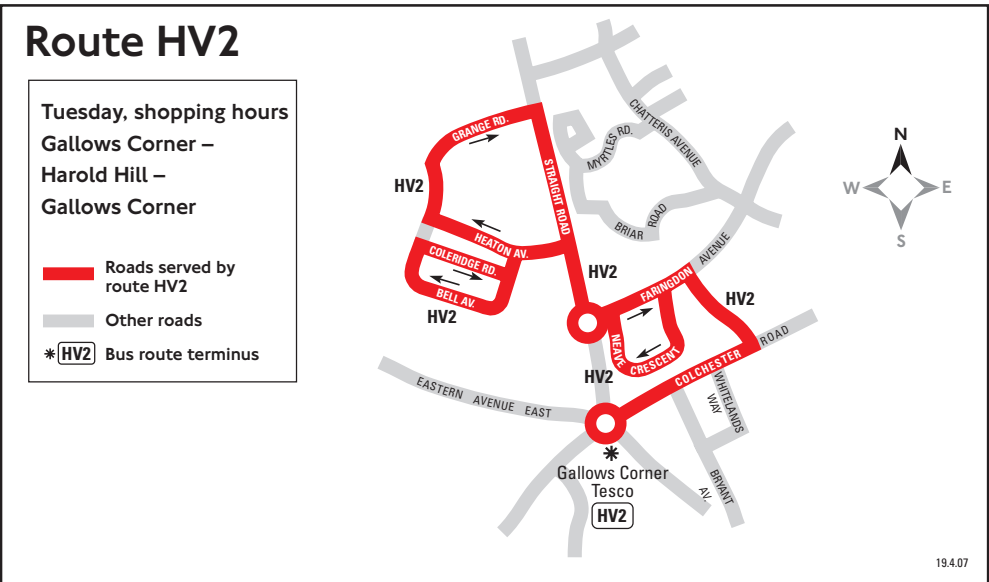 Route HV2
Tuesday, shopping hours
Gallows Corner –
Harold Hill –
Gallows Corner
Roads served by
route HV2
Other roads
*HV2 Bus route terminus
GRANGE RD.
STRAIGHT ROAD
MYRTLES RD.
CHATTERIS AVENUE
BRIAR ROAD
N
W
E
S
HV2
HEATON AV.
COLERIDGE RD.
BELL AV.
HV2
HV2
FARINGDON
AVENUE
HV2
NEAVE
CRESCENT
COLCHESTER
ROAD
HV2
EASTERN AVENUE EAST
WHITELANDS
WAY
BRYANT
AV.
*
Gallows Corner
Tesco
HV2
19.4.07